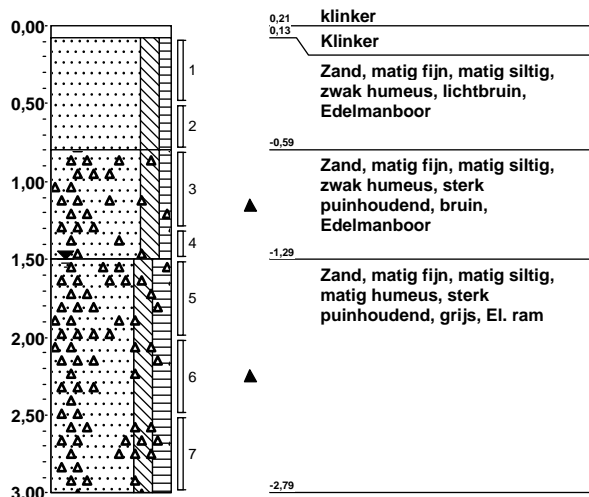 0,00
0,21
klinker
0,13
Klinker
1
Zand, matig fijn, matig siltig,
zwak humeus, lichtbruin,
Edelmanboor
0,50
2
-0,59
Zand, matig fijn, matig siltig,
zwak humeus, sterk
puinhoudend, bruin,
Edelmanboor
1,00
3
4
1,50
-1,29
Zand, matig fijn, matig siltig,
matig humeus, sterk
puinhoudend, grijs, El. ram
5
2,00
6
2,50
7
3,00
-2,79